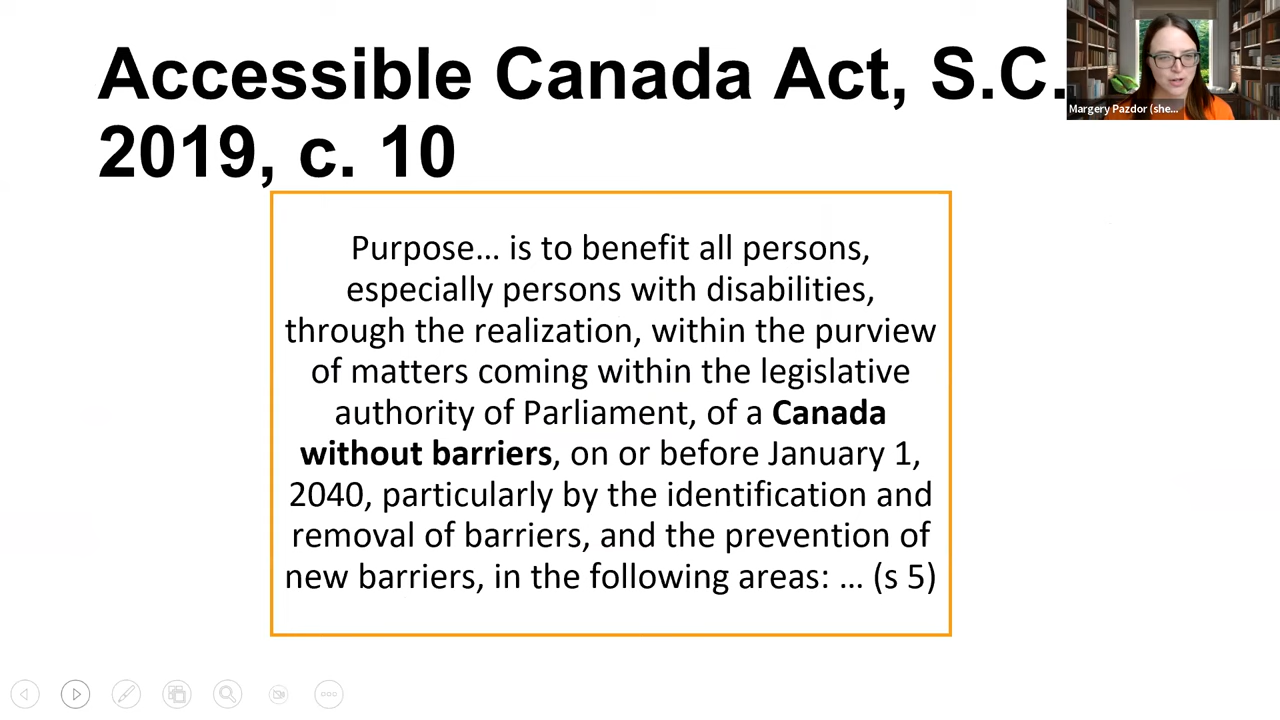 Accessible Canada Act, S.C.
2019, c. 10
Margery Pazdor (she...
Purpose... is to benefit all persons,
especially persons with disabilities,
through the realization, within the purview
of matters coming within the legislative
authority of Parliament, of a Canada
without barriers, on or before January 1,
2040, particularly by the identification and
removal of barriers, and the prevention of
new barriers, in the following areas: ... (s 5)